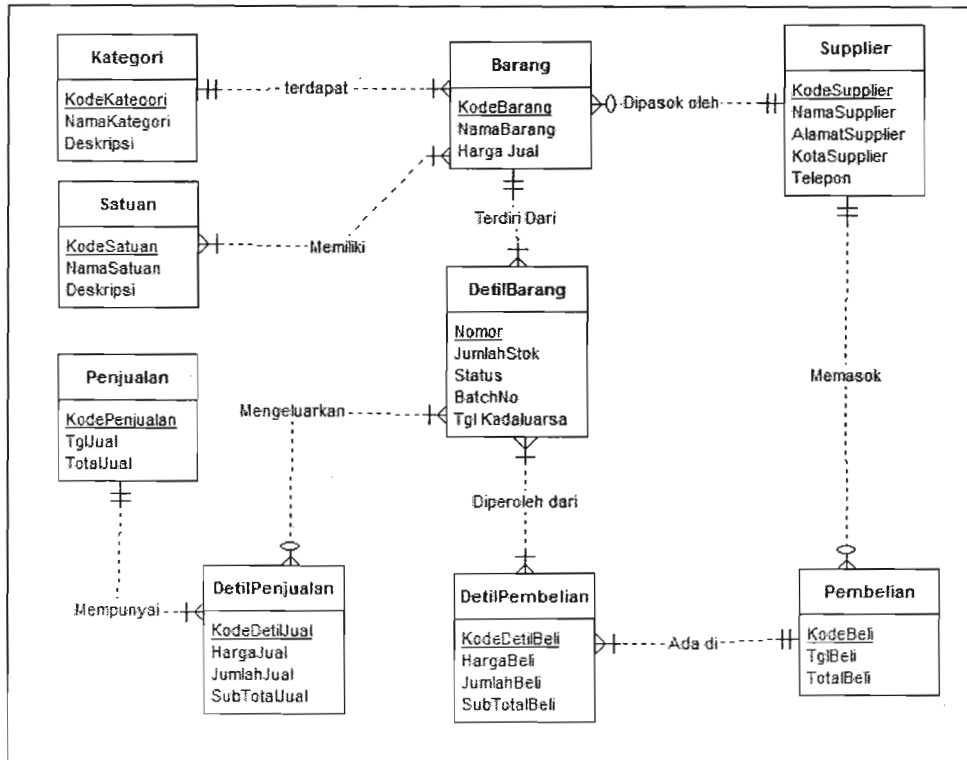 Kategori
KodeKategori
NamaKategori
Deskripsi
terdapat
Barang
KodeBarang
NamaBarang
Harga Jual
Dipasok oleh
Supplier
KodeSupplier
NamaSupplier
AlamatSupplier
KotaSupplier
Telepon
Satuan
KodeSatuan
NamaSatuan
Deskripsi
Memiliki
Terdiri Dari
DetilBarang
Nomor
JumlahStok
Status
BatchNo
Tgl Kadaluarsa
Memasok
Penjualan
KodePenjualan
TglJual
TotalJual
Mengeluarkan
Diperoleh dari
Mempunyai
DetilPenjualan
KodeDetilJual
HargaJual
JumlahJual
SubTotalJual
DetilPembelian
KodeDetilBeli
HargaBeli
JumlahBeli
SubTotalBeli
Ada di
Pembelian
KodeBeli
TglBeli
TotalBeli